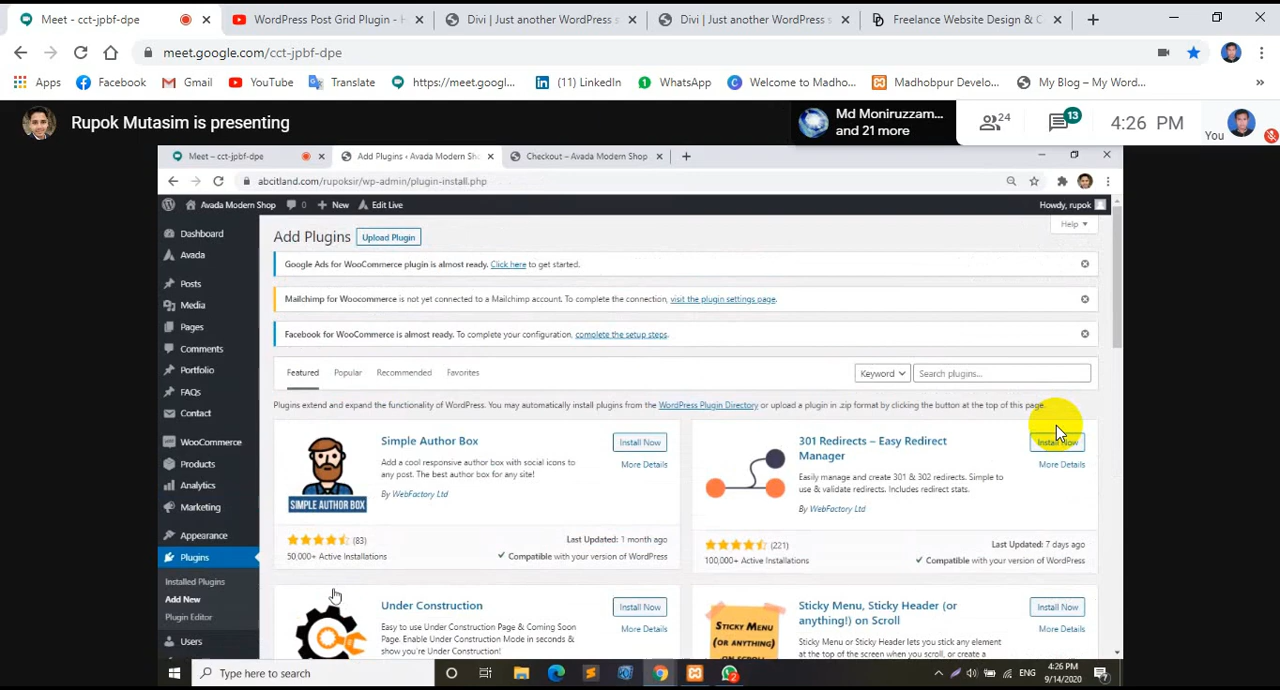 Meet - cct-jpbf-dpe
WordPress Post Grid Plugin - H
Divi | Just another WordPress s
Divi | Just another WordPress s
Freelance Website Design & C
meet.google.com/cct-jpbf-dpe
Apps
Facebook
Gmail
YouTube
Translate
https://meet.googl...
(11) LinkedIn
WhatsApp
Welcome to Madho...
Madhobpur Develo...
My Blog – My Word...
»
Rupok Mutasim is presenting
Md Moniruzzam...
and 21 more
24
13
4:26 PM
You
Meet – cct-jpbf-dpe
Add Plugins ‹ Avada Modern Sh
Checkout – Avada Modern Shop
abcitland.com/rupoksir/wp-admin/plugin-install.php
Avada Modern Shop
0
New
Edit Live
Howdy, rupok
Dashboard
Avada
Posts
Media
Pages
Comments
Portfolio
FAQs
Contact
WooCommerce
Products
Analytics
Marketing
Appearance
Plugins
Installed Plugins
Add New
Plugin Editor
Users
Help
Add Plugins
Upload Plugin
Google Ads for WooCommerce plugin is almost ready. Click here to get started.
Mailchimp for Woocommerce is not yet connected to a Mailchimp account. To complete the connection, visit the plugin settings page.
Facebook for WooCommerce is almost ready. To complete your configuration, complete the setup steps.
Featured
Popular
Recommended
Favorites
Keyword
Search plugins...
Plugins extend and expand the functionality of WordPress. You may automatically install plugins from the WordPress Plugin Directory or upload a plugin in .zip format by clicking the button at the top of this page.
SIMPLE AUTHOR BOX
Simple Author Box
Install Now
More Details
Add a cool responsive author box with social icons to
any post. The best author box for any site!
By WebFactory Ltd
(83)
50,000+ Active Installations
Last Updated: 1 month ago
Compatible with your version of WordPress
301 Redirects – Easy Redirect
Manager
Install Now
More Details
Easily manage and create 301 & 302 redirects. Simple to
use & validate redirects. Includes redirect stats.
By WebFactory Ltd
(221)
100,000+ Active Installations
Last Updated: 7 days ago
Compatible with your version of WordPress
Under Construction
Install Now
More Details
Easy to use Under Construction Page & Coming Soon
Page. Enable Under Construction Mode in seconds &
show you're Under Construction!
STICKY MENU
(OR ANYTHING!)
ON SCROLL
Sticky Menu, Sticky Header (or
anything!) on Scroll
Install Now
More Details
Sticky Menu or Sticky Header lets you stick any element
at the top of the screen when you scroll, or create a
Type here to search
2
ENG
4:26 PM
9/14/2020
7